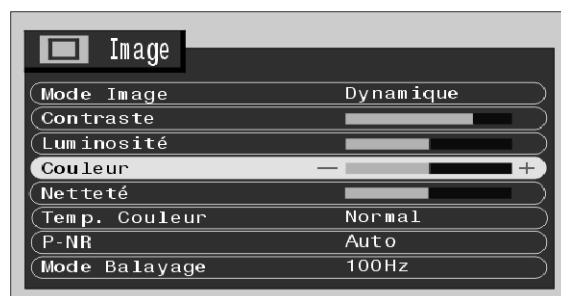 Image
Mode Image Dynamique
Contraste
Luminosité
Couleur — +
Netteté
Temp. Couleur Normal
P-NR Auto
Mode Balayage 100Hz